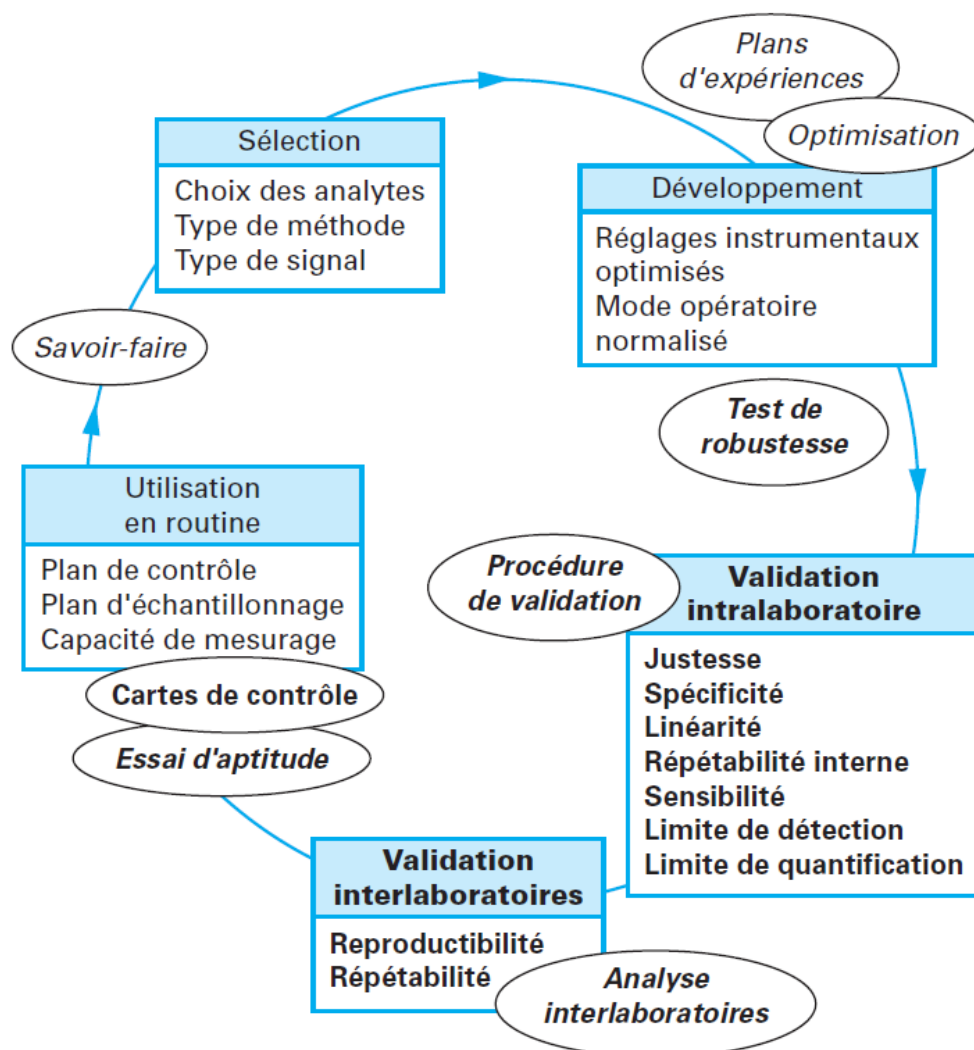 Plans
d'expériences
Optimisation
Sélection
Choix des analytes
Type de méthode
Type de signal
Développement
Réglages instrumentaux
optimisés
Mode opératoire
normalisé
Savoir-faire
Test de
robustesse
Utilisation
en routine
Plan de contrôle
Plan d'échantillonnage
Capacité de mesurage
Cartes de contrôle
Essai d'aptitude
Procédure
de validation
Validation
intralaboratoire
Justesse
Spécificité
Linéarité
Répétabilité interne
Sensibilité
Limite de détection
Limite de quantification
Validation
interlaboratoires
Reproductibilité
Répétabilité
Analyse
interlaboratoires